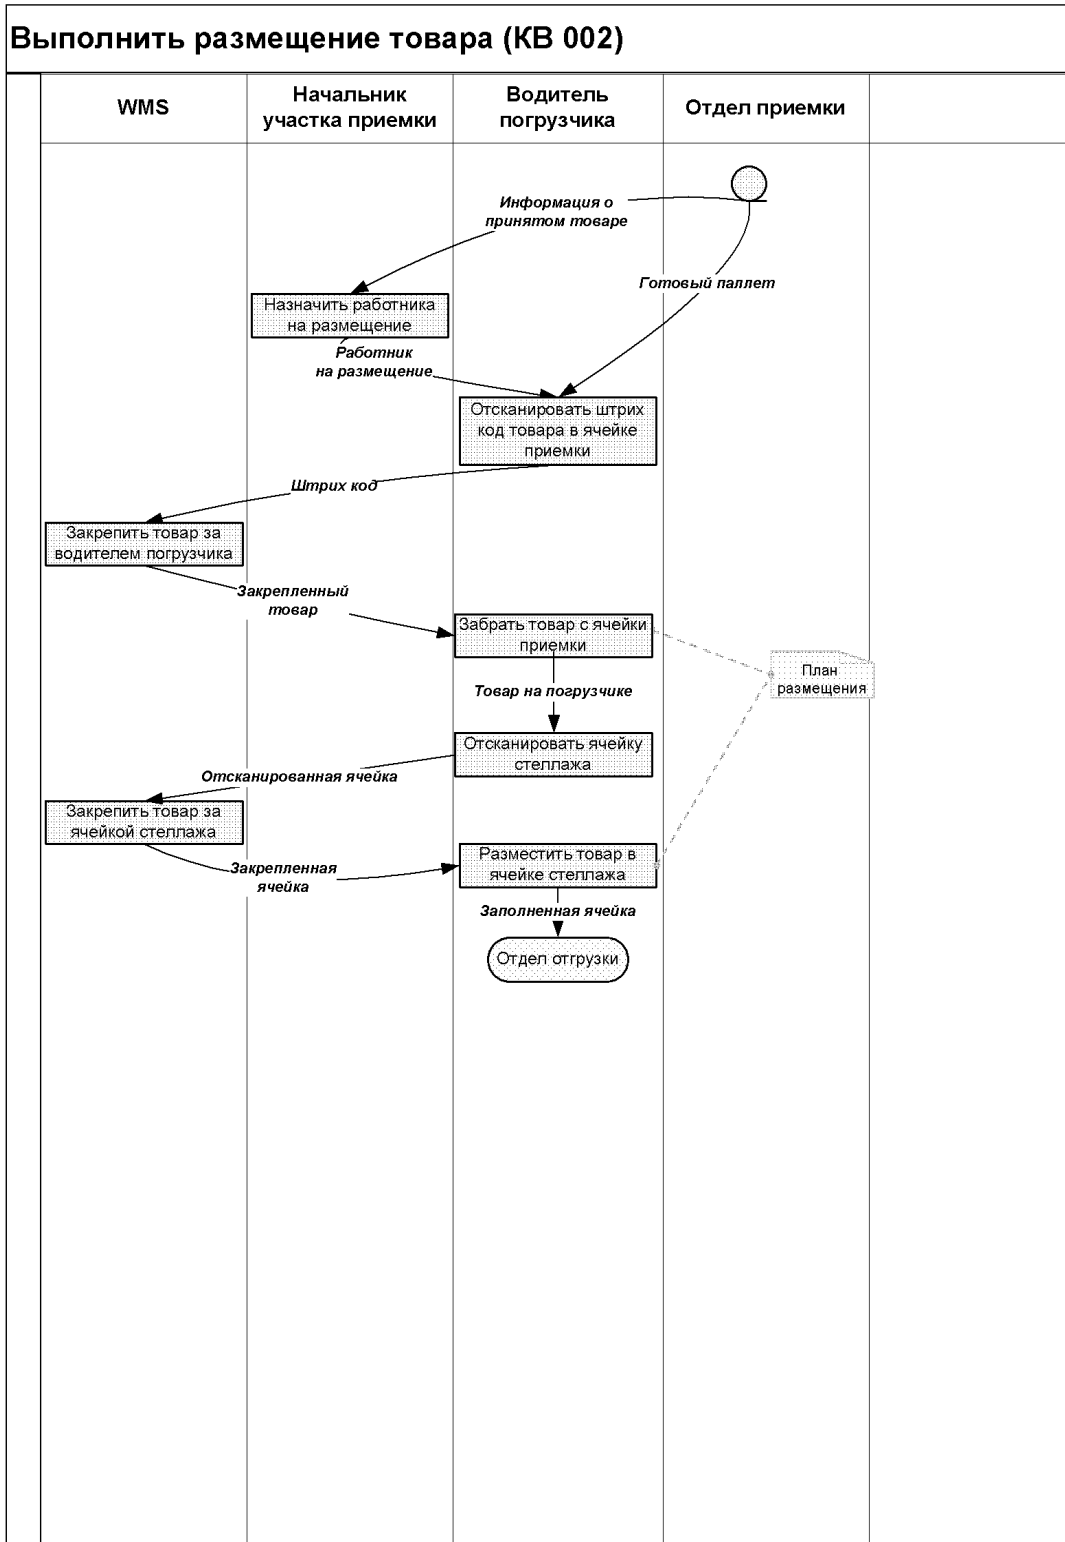 Выполнить размещение товара (КВ 002)
WMS
Начальник
участка приемки
Водитель
погрузчика
Отдел приемки
Информация о
принятом товаре
Готовый паллет
Назначить работника
на размещение
Работник
на размещение
Отсканировать штрих
код товара в ячейке
приемки
Штрих код
Закрепить товар за
водителем погрузчика
Закрепленный
товар
Забрать товар с ячейки
приемки
План
размещения
Товар на погрузчике
Отсканировать ячейку
стеллажа
Отсканированная ячейка
Закрепить товар за
ячейкой стеллажа
Закрепленная
ячейка
Разместить товар в
ячейке стеллажа
Заполненная ячейка
Отдел отгрузки